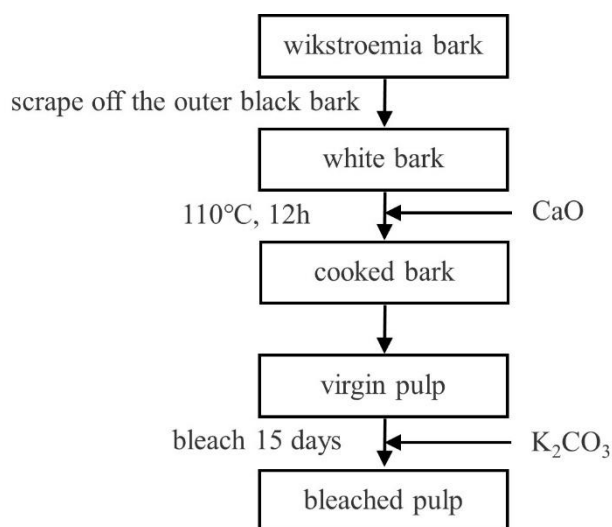 wikstroemia bark
scrape off the outer black bark
white bark
110°C, 12h
CaO
cooked bark
virgin pulp
bleach 15 days
K₂CO₃
bleached pulp